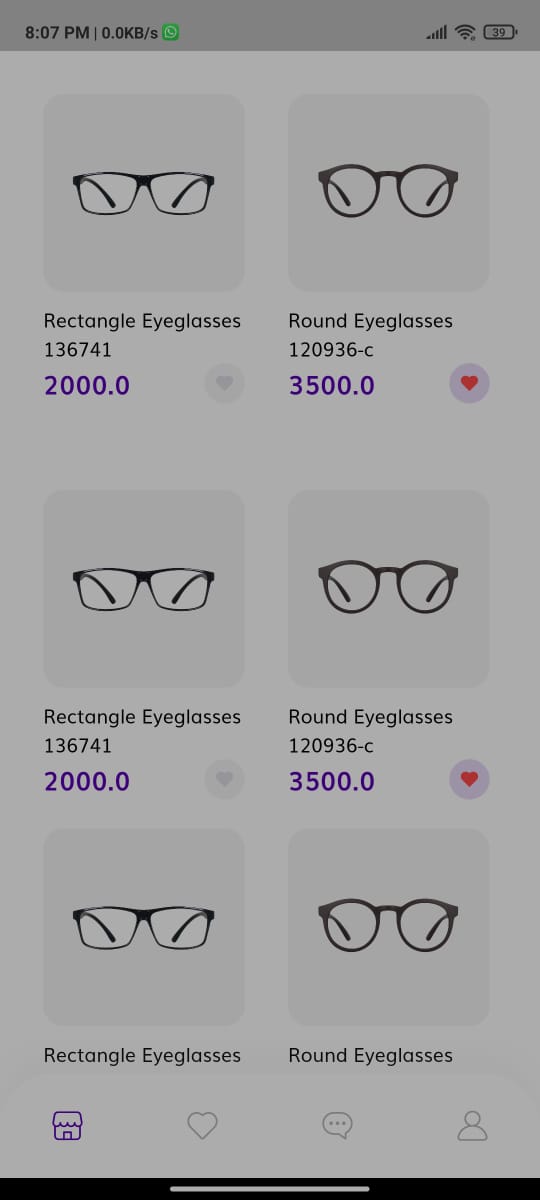 8:07 PM | 0.0KB/s
39
Rectangle Eyeglasses
136741
2000.0
Round Eyeglasses
120936-c
3500.0
Rectangle Eyeglasses
136741
2000.0
Round Eyeglasses
120936-c
3500.0
Rectangle Eyeglasses
Round Eyeglasses